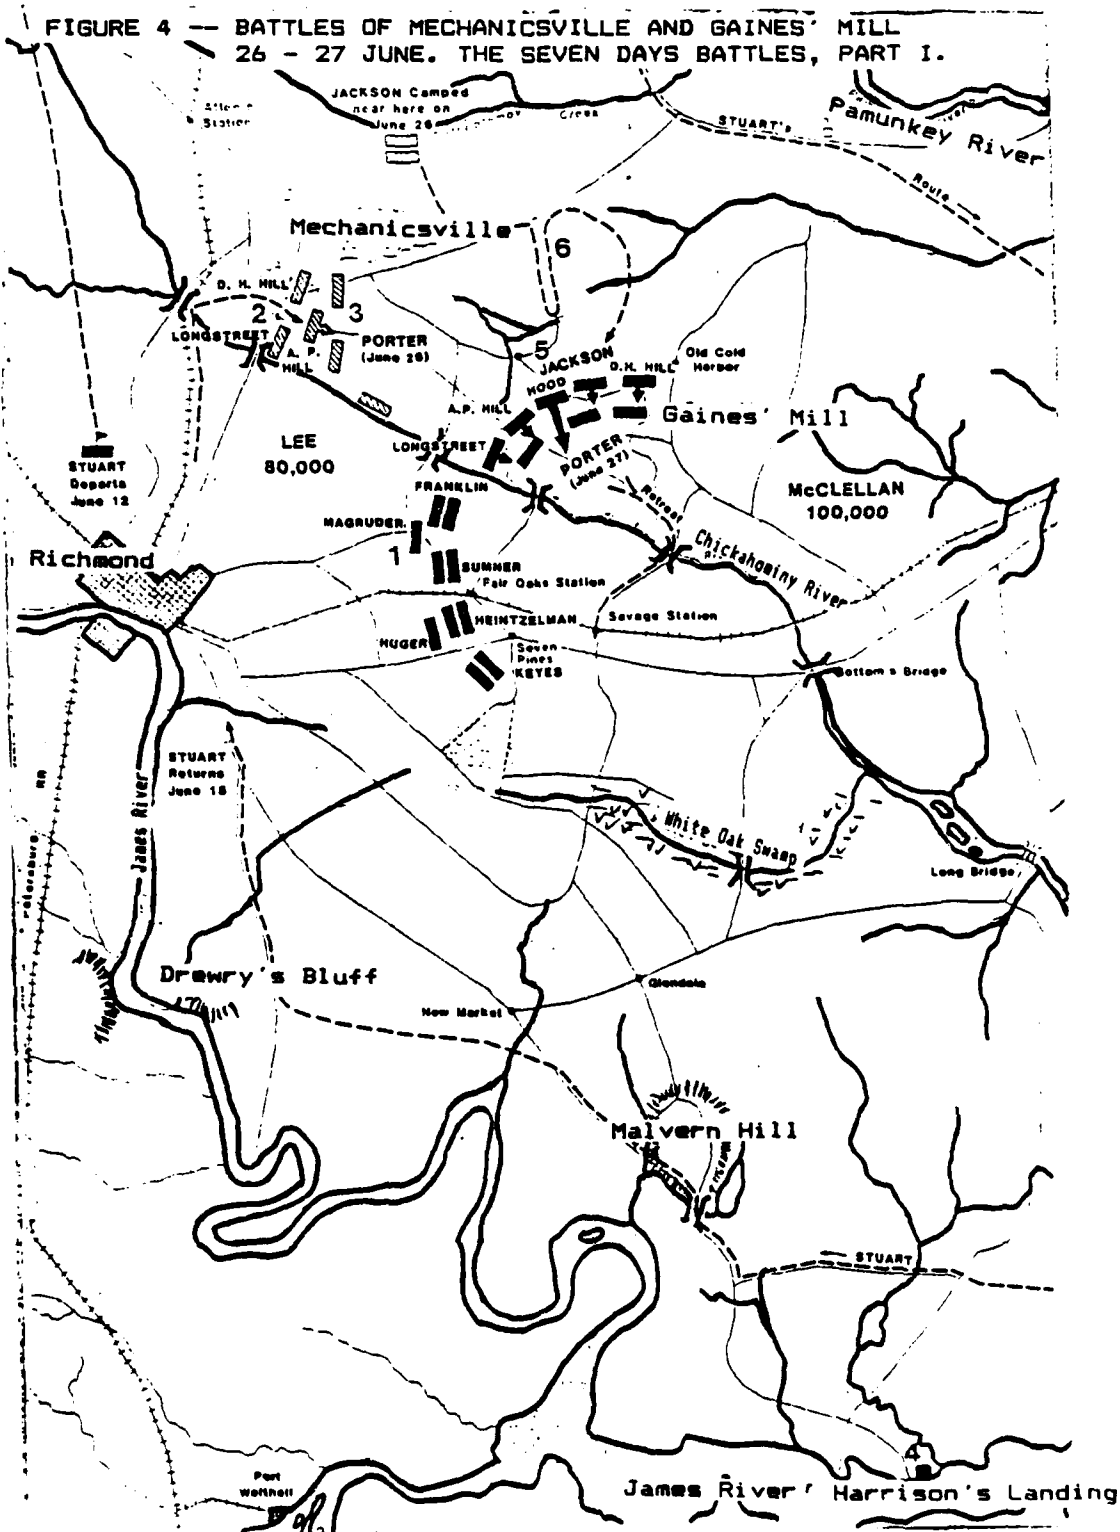 FIGURE 4 -- BATTLES OF MECHANICSVILLE AND GAINES' MILL
26 - 27 JUNE. THE SEVEN DAYS BATTLES, PART I.
JACKSON Camped
near here on
June 26
Station
Creek
STUART's
Route
Pamunkey River
Mechanicsville
6
D. H. HILL
2
3
LONGSTREET
A. P.
HILL
PORTER
(June 26)
5
JACKSON
HOOD
D.H. HILL
Old Cold
Harbor
A.P. HILL
Gaines' Mill
LONGSTREET
PORTER
(June 27)
Retreat
LEE
80,000
McCLELLAN
100,000
STUART
Departs
June 12
FRANKLIN
MAGRUDER
1
Richmond
SUMNER
Fair Oaks Station
Chickahominy River
HEINTZELMAN
Savage Station
HUGER
Seven
Pines
KEYES
Bottom's Bridge
STUART
Returns
June 15
RR
Petersburg
James River
White Oak Swamp
Long Bridge
Drewry's Bluff
Glendale
New Market
Malvern Hill
STUART
4
Port
Walthall
James River
Harrison's Landing